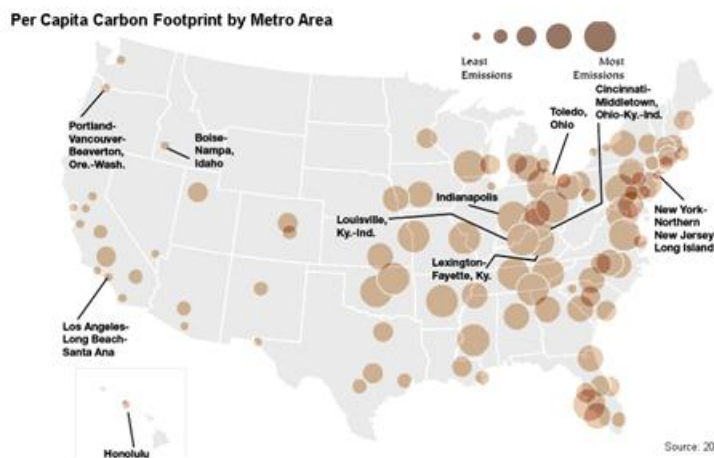 Per Capita Carbon Footprint by Metro Area
Least
Emissions
Most
Emissions
Cincinnati-
Middletown,
Ohio-Ky.-Ind.
Toledo,
Ohio
Portland-
Vancouver-
Beaverton,
Ore.-Wash.
Boise-
Nampa,
Idaho
Indianapolis
Louisville,
Ky.-Ind.
New York-
Northern
New Jersey
Long Island
Lexington-
Fayette, Ky.
Los Angeles-
Long Beach-
Santa Ana
Honolulu
Source: 20